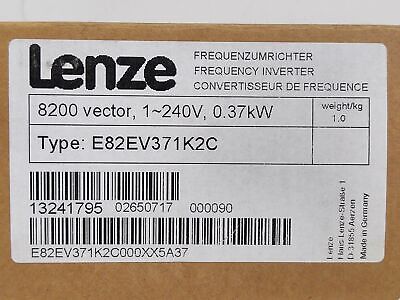 Lenze
FREQUENZUMRICHTER
FREQUENCY INVERTER
CONVERTISSEUR DE FREQUENCE
8200 vector, 1~240V, 0.37kW
weight/kg
1.0
Type: E82EV371K2C
13241795 02650717 000090
E82EV371K2C000XX5A37
Lenze
Hans-Lenze-Straße 1
D-31855 Aerzen
Made in Germany